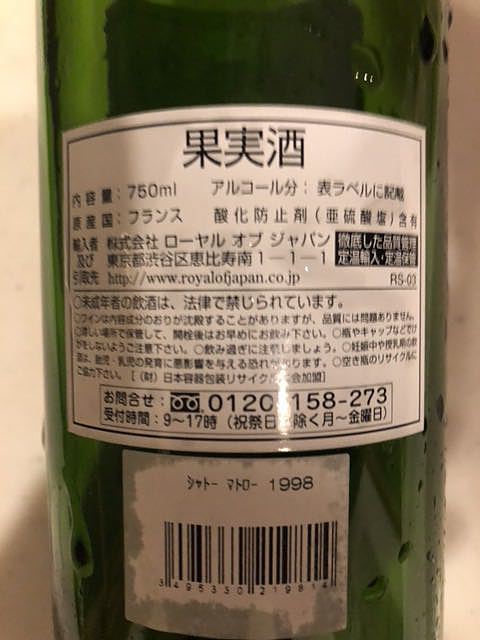 果実酒
内容量：750ml　アルコール分：表ラベルに記載
原産国：フランス　酸化防止剤（亜硫酸塩）含有
輸入者 株式会社 ローヤル オブ ジャパン 徹底した品質管理
及び 東京都渋谷区恵比寿南1－1－1 定温輸入・定温保管
引取先 http://www.royalofjapan.co.jp RS-03
○未成年者の飲酒は、法律で禁じられています。
○ワインは内容成分のおりが沈殿することがありますが、品質には問題ありません。
○涼しい場所で保管して、開栓後はお早めにお飲み下さい。○瓶やキャップなどでけ
がをしないようご注意下さい。○飲み過ぎに注意しましょう。○妊娠中や授乳期の飲
酒は、胎児・乳児の発育に悪影響を与える恐れがあります。○空き瓶のリサイクルに
ご協力下さい。［（財）日本容器包装リサイクル協会加盟］
お問合せ： 0120-158-273
受付時間：9～17時（祝祭日を除く月～金曜日）
シャトー マトロー 1998
3 495330 219814